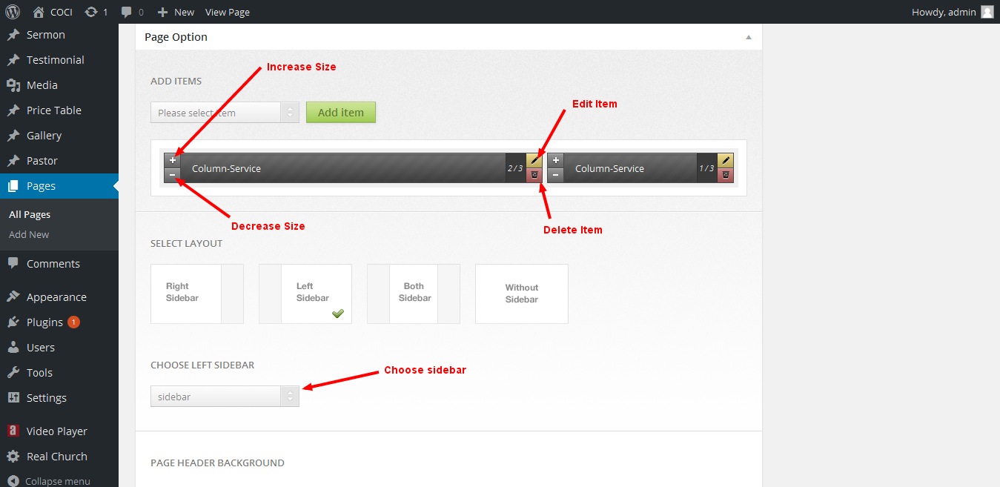 COCI 1 0 New View Page Howdy, admin
Sermon
Testimonial
Media
Price Table
Gallery
Pastor
Pages
All Pages
Add New
Comments
Appearance
Plugins 1
Users
Tools
Settings
Video Player
Real Church
Collapse menu
Page Option
Increase Size
ADD ITEMS
Please select item
Add item
Edit Item
+ Column-Service 2/3 + Column-Service 1/3
Decrease Size
Delete Item
SELECT LAYOUT
Right
Sidebar
Left
Sidebar
Both
Sidebar
Without
Sidebar
CHOOSE LEFT SIDEBAR
Choose sidebar
sidebar
PAGE HEADER BACKGROUND